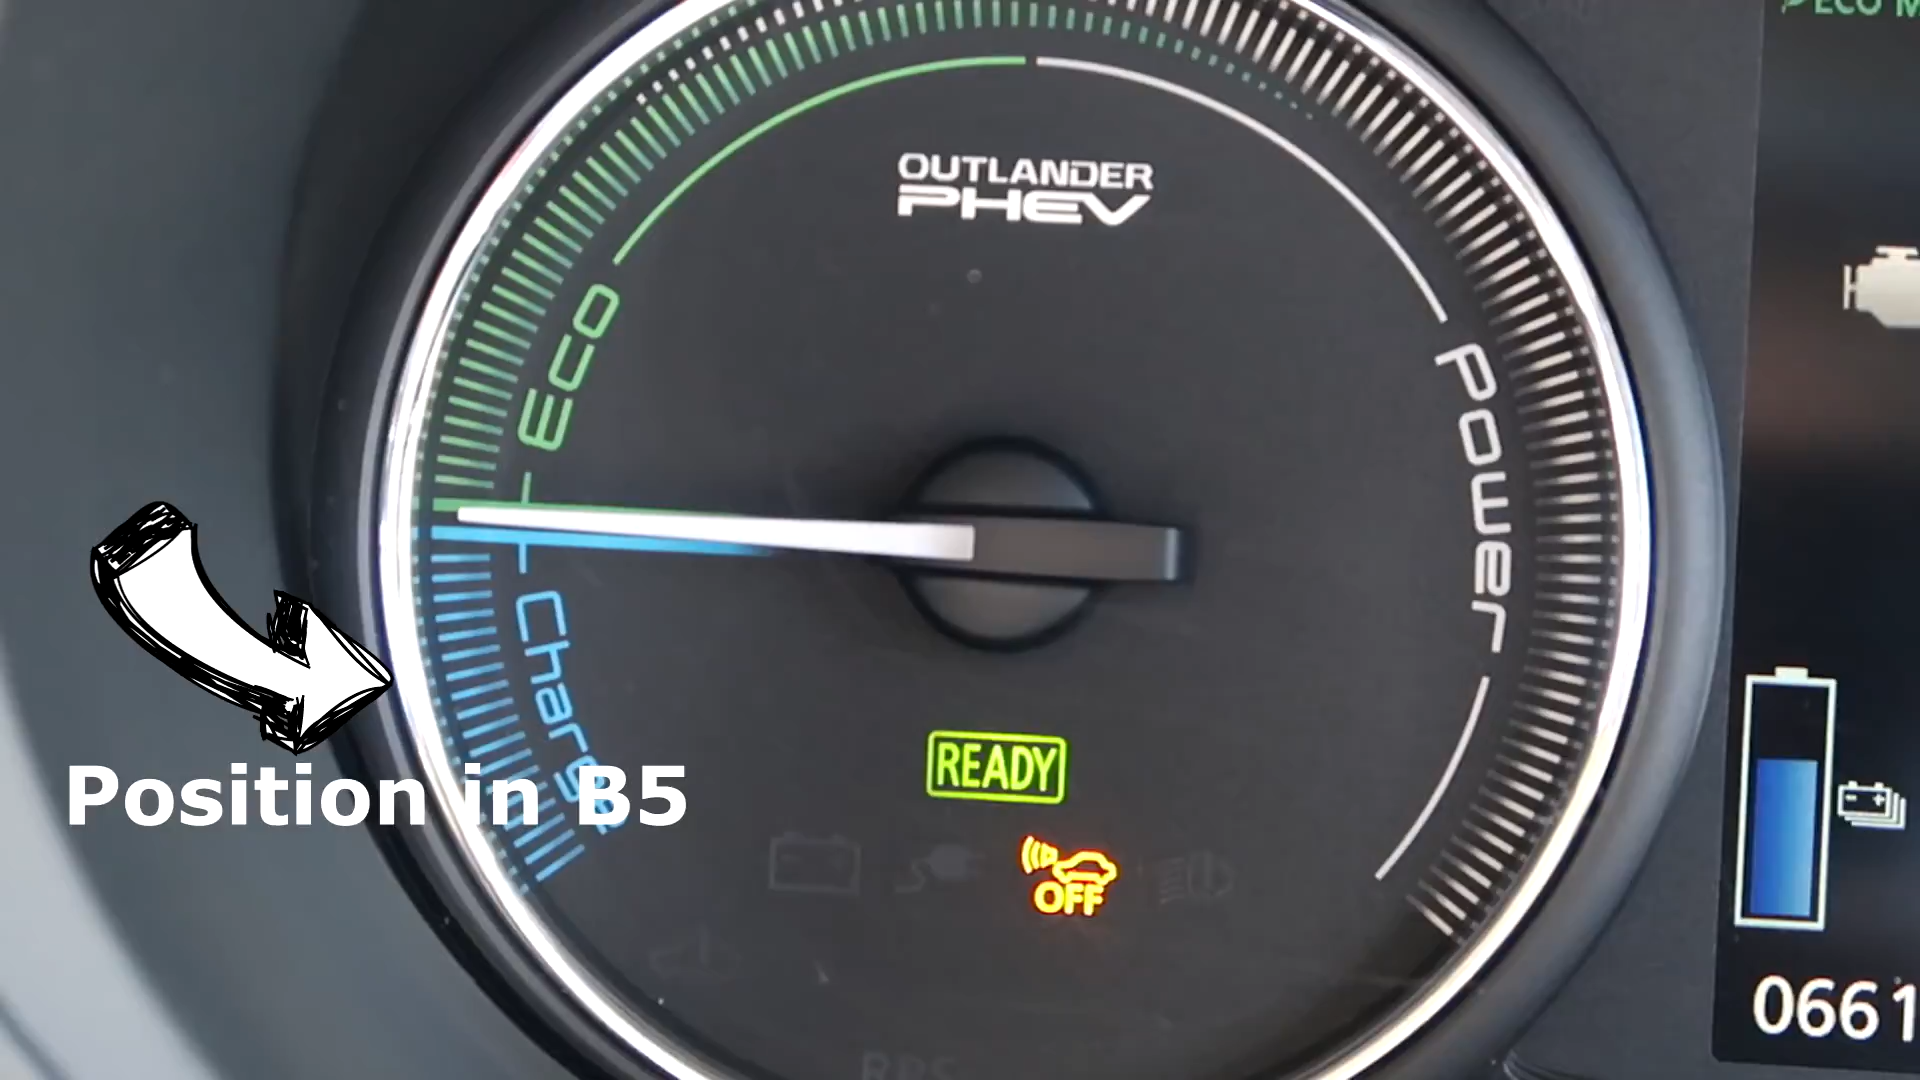 ECO M
OUTLANDER
PHEV
Eco
Power
Charge
READY
Position in B5
OFF
0661